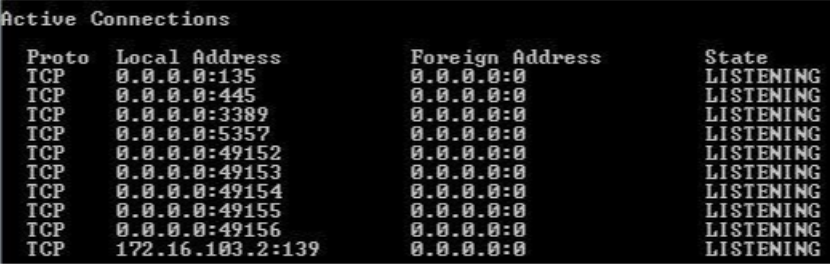 Active Connections
Proto Local Address Foreign Address State
TCP 0.0.0.0:135 0.0.0.0:0 LISTENING
TCP 0.0.0.0:445 0.0.0.0:0 LISTENING
TCP 0.0.0.0:3389 0.0.0.0:0 LISTENING
TCP 0.0.0.0:5357 0.0.0.0:0 LISTENING
TCP 0.0.0.0:49152 0.0.0.0:0 LISTENING
TCP 0.0.0.0:49153 0.0.0.0:0 LISTENING
TCP 0.0.0.0:49154 0.0.0.0:0 LISTENING
TCP 0.0.0.0:49155 0.0.0.0:0 LISTENING
TCP 0.0.0.0:49156 0.0.0.0:0 LISTENING
TCP 172.16.103.2:139 0.0.0.0:0 LISTENING